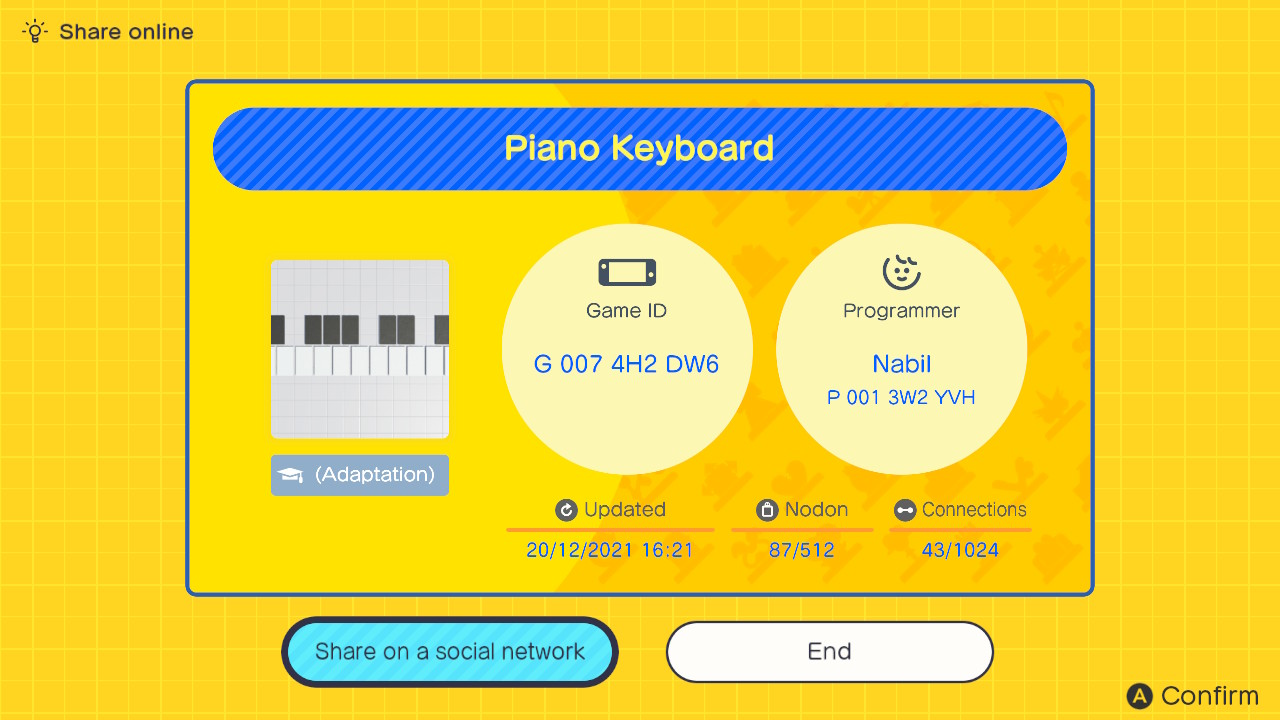 Share online
Piano Keyboard
Game ID
G 007 4H2 DW6
Programmer
Nabil
P 001 3W2 YVH
(Adaptation)
Updated
20/12/2021 16:21
Nodon
87/512
Connections
43/1024
Share on a social network
End
A Confirm